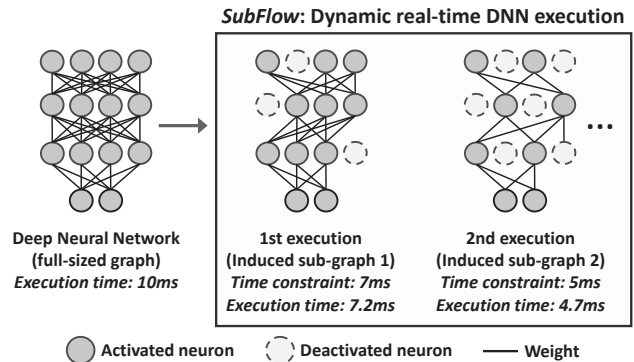 SubFlow: Dynamic real-time DNN execution
Deep Neural Network
(full-sized graph)
Execution time: 10ms
1st execution
(Induced sub-graph 1)
Time constraint: 7ms
Execution time: 7.2ms
2nd execution
(Induced sub-graph 2)
Time constraint: 5ms
Execution time: 4.7ms
...
Activated neuron
Deactivated neuron
Weight